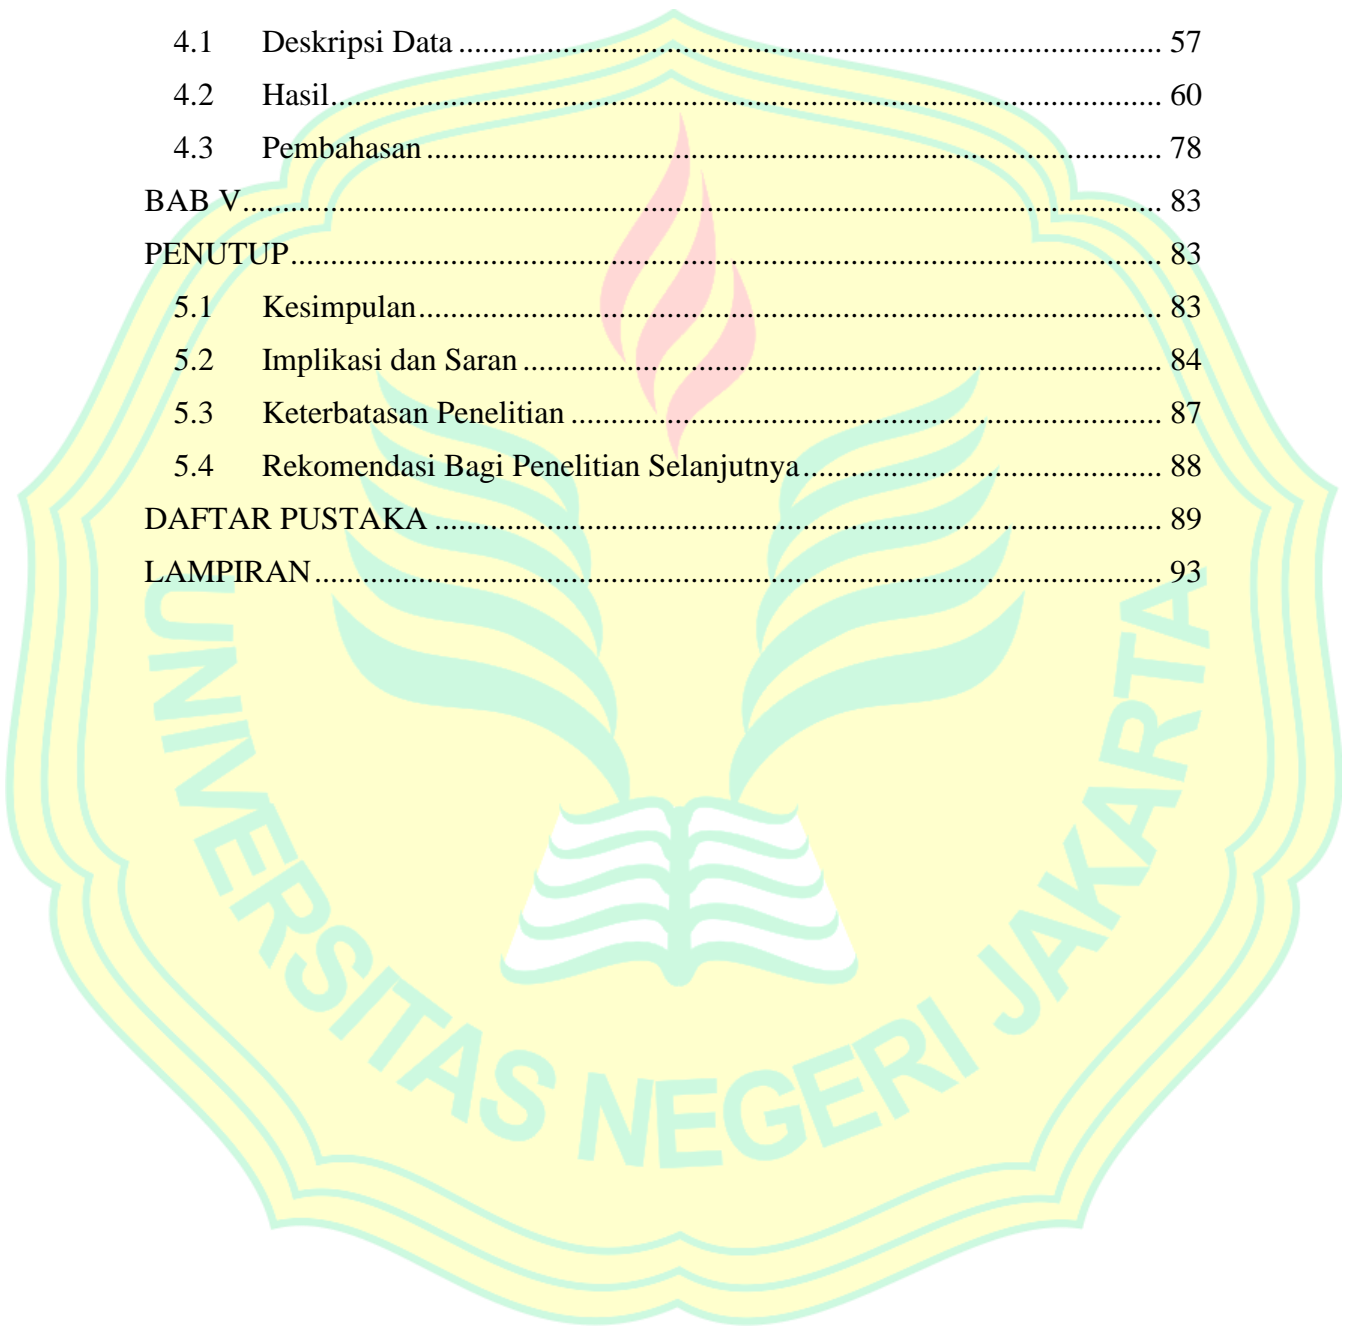 4.1 Deskripsi Data ........................................................................................ 57
4.2 Hasil........................................................................................................ 60
4.3 Pembahasan ............................................................................................ 78
BAB V................................................................................................................... 83
PENUTUP............................................................................................................. 83
5.1 Kesimpulan............................................................................................. 83
5.2 Implikasi dan Saran ................................................................................ 84
5.3 Keterbatasan Penelitian .......................................................................... 87
5.4 Rekomendasi Bagi Penelitian Selanjutnya............................................. 88
DAFTAR PUSTAKA ........................................................................................... 89
LAMPIRAN .......................................................................................................... 93
UNIVERSITAS NEGERI JAKARTA